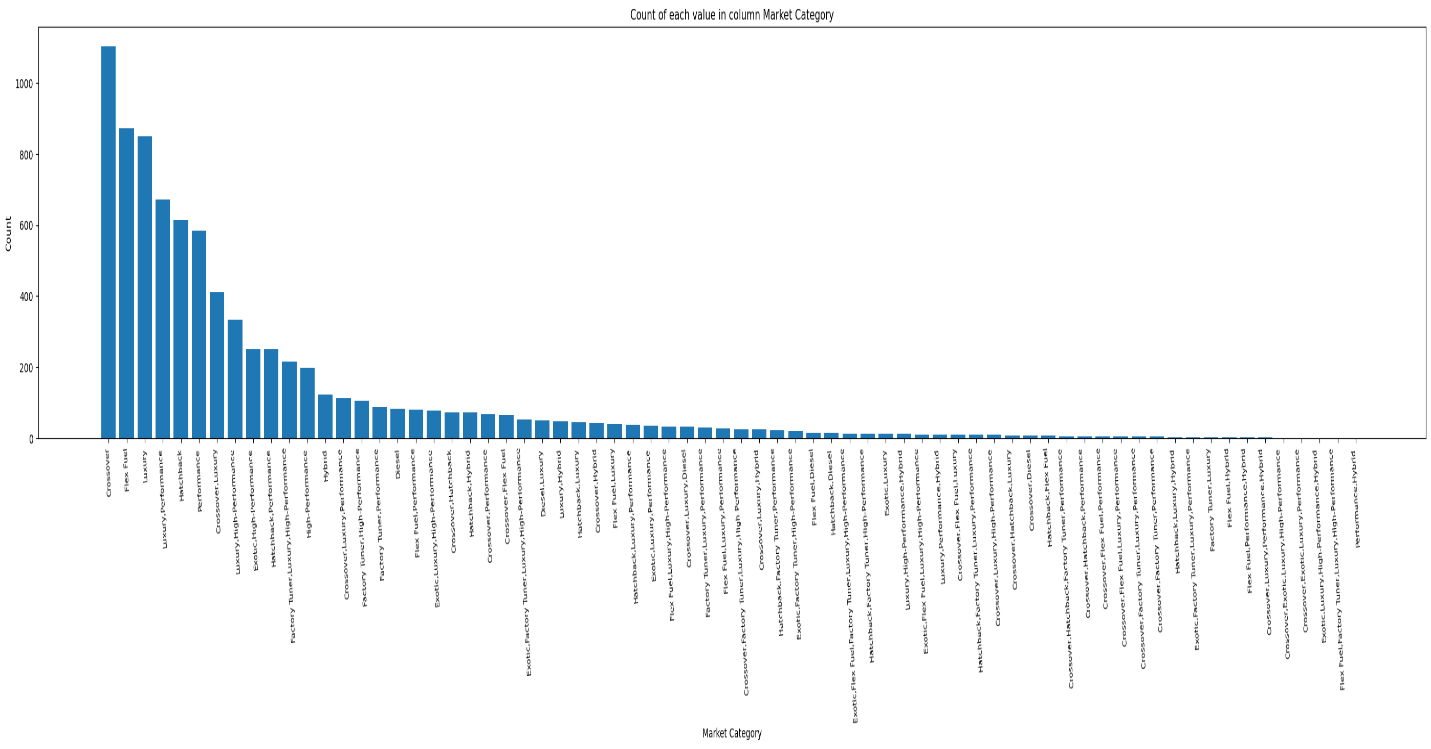 Count of each value in column Market Category
1000
800
600
400
200
0
Count
Crossover
Flex Fuel
Luxury
Luxury,Performance
Hatchback
Performance
Crossover,Luxury
Luxury,High-Performance
Exotic,High-Performance
Hatchback,Performance
Factory Tuner,Luxury,High-Performance
High-Performance
Hybrid
Crossover,Luxury,Performance
Factory Tuner,High-Performance
Factory Tuner,Performance
Diesel
Flex Fuel,Performance
Exotic,Luxury,High-Performance
Crossover,Hatchback
Hatchback,Hybrid
Crossover,Performance
Crossover,Flex Fuel
Exotic,Factory Tuner,Luxury,High-Performance
Diesel,Luxury
Luxury,Hybrid
Hatchback,Luxury
Crossover,Hybrid
Flex Fuel,Luxury
Hatchback,Luxury,Performance
Exotic,Luxury,Performance
Flex Fuel,Luxury,High-Performance
Crossover,Luxury,Diesel
Factory Tuner,Luxury,Performance
Flex Fuel,Luxury,Performance
Crossover,Factory Tuner,Luxury,High-Performance
Crossover,Luxury,Hybrid
Hatchback,Factory Tuner,Performance
Exotic,Factory Tuner,High-Performance
Flex Fuel,Diesel
Hatchback,Diesel
Exotic,Flex Fuel,Factory Tuner,Luxury,High-Performance
Hatchback,Factory Tuner,High-Performance
Exotic,Luxury
Luxury,High-Performance,Hybrid
Exotic,Flex Fuel,Luxury,High-Performance
Luxury,Performance,Hybrid
Crossover,Flex Fuel,Luxury
Hatchback,Factory Tuner,Luxury,Performance
Crossover,Luxury,High-Performance
Crossover,Hatchback,Luxury
Crossover,Diesel
Hatchback,Flex Fuel
Crossover,Hatchback,Factory Tuner,Performance
Crossover,Hatchback,Performance
Crossover,Flex Fuel,Performance
Crossover,Flex Fuel,Luxury,Performance
Crossover,Factory Tuner,Luxury,Performance
Crossover,Factory Tuner,Performance
Hatchback,Luxury,Hybrid
Exotic,Factory Tuner,Luxury,Performance
Factory Tuner,Luxury
Flex Fuel,Hybrid
Flex Fuel,Performance,Hybrid
Crossover,Luxury,Performance,Hybrid
Crossover,Exotic,Luxury,High-Performance
Crossover,Exotic,Luxury,Performance
Exotic,Luxury,High-Performance,Hybrid
Flex Fuel,Factory Tuner,Luxury,High-Performance
Performance,Hybrid
Market Category